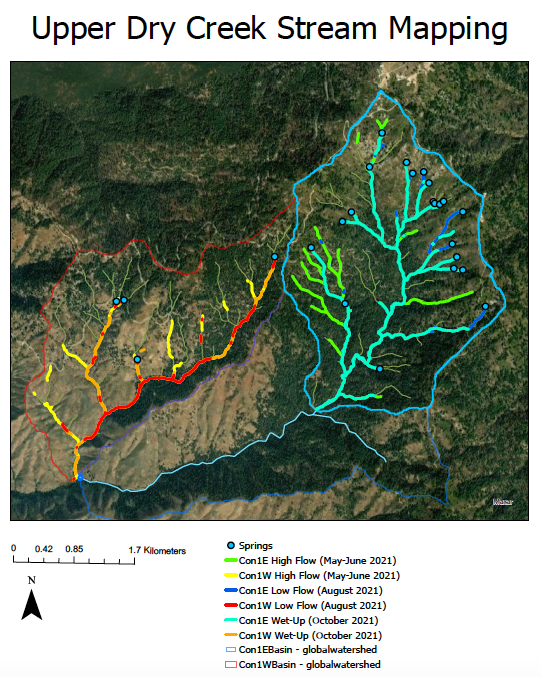 Upper Dry Creek Stream Mapping
Maxar
0 0.42 0.85 1.7 Kilometers
N
Springs
Con1E High Flow (May-June 2021)
Con1W High Flow (May-June 2021)
Con1E Low Flow (August 2021)
Con1W Low Flow (August 2021)
Con1E Wet-Up (October 2021)
Con1W Wet-Up (October 2021)
Con1EBasin - globalwatershed
Con1WBasin - globalwatershed